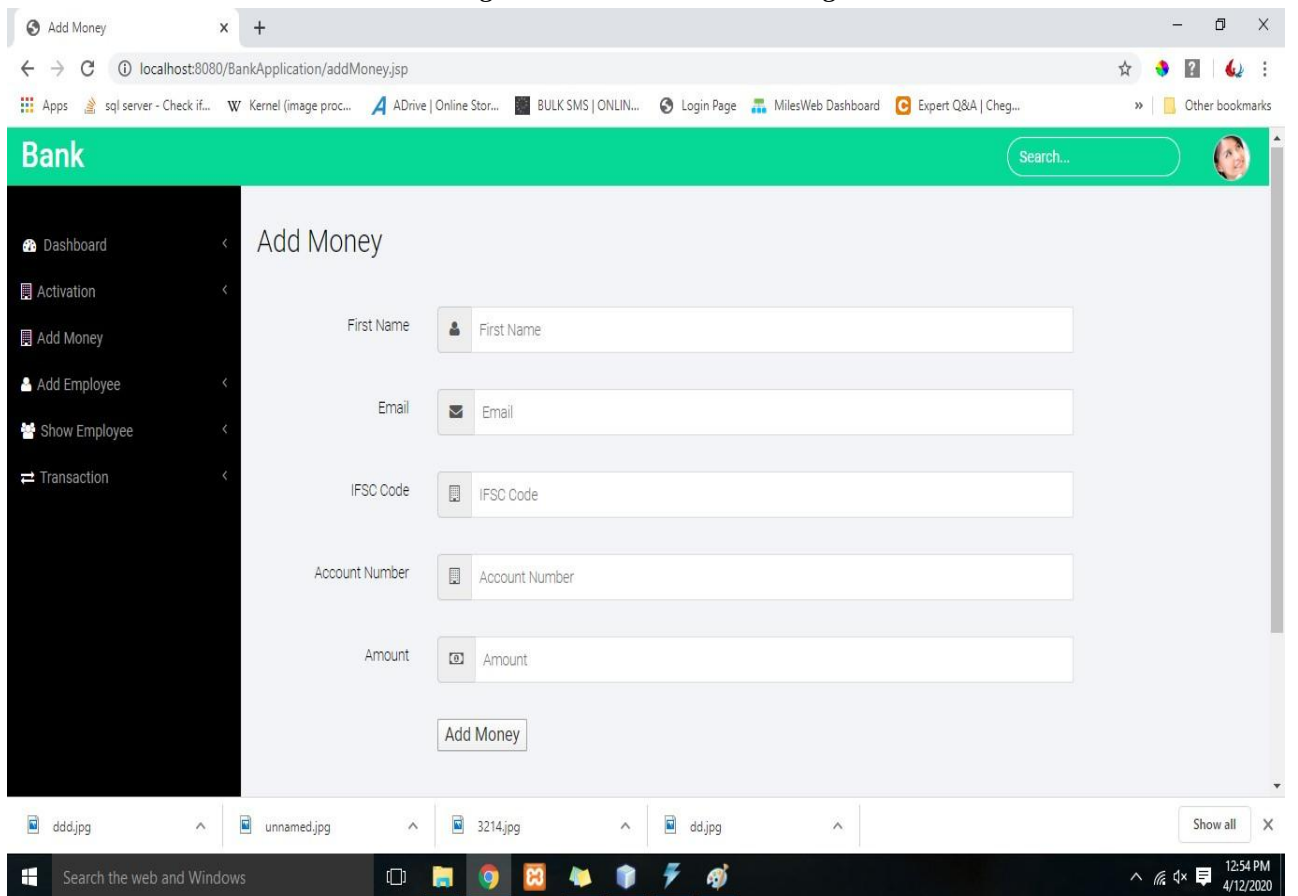 Add Money
localhost:8080/BankApplication/addMoney.jsp
Apps sql server - Check if... W Kernel (image proc... ADrive | Online Stor... BULK SMS | ONLIN... Login Page MilesWeb Dashboard C Expert Q&A | Cheg... » Other bookmarks
Bank Search...
Dashboard
Activation
Add Money
Add Employee
Show Employee
Transaction
Add Money
First Name First Name
Email Email
IFSC Code IFSC Code
Account Number Account Number
Amount Amount
Add Money
ddd.jpg unnamed.jpg 3214.jpg dd.jpg Show all
Search the web and Windows 12:54 PM
4/12/2020